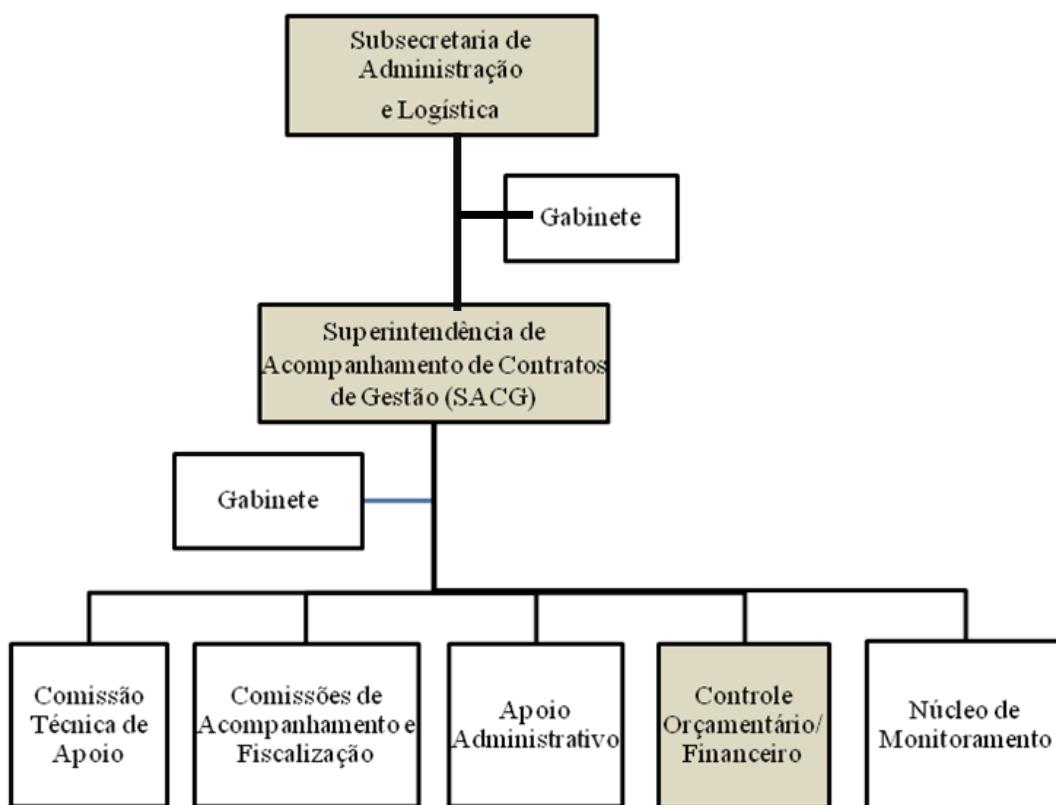 Subsecretaria de
Administração
e Logística
Gabinete
Superintendência de
Acompanhamento de Contratos
de Gestão (SACG)
Gabinete
Comissão
Técnica de
Apoio
Comissões de
Acompanhamento e
Fiscalização
Apoio
Administrativo
Controle
Orçamentário/
Financeiro
Núcleo de
Monitoramento